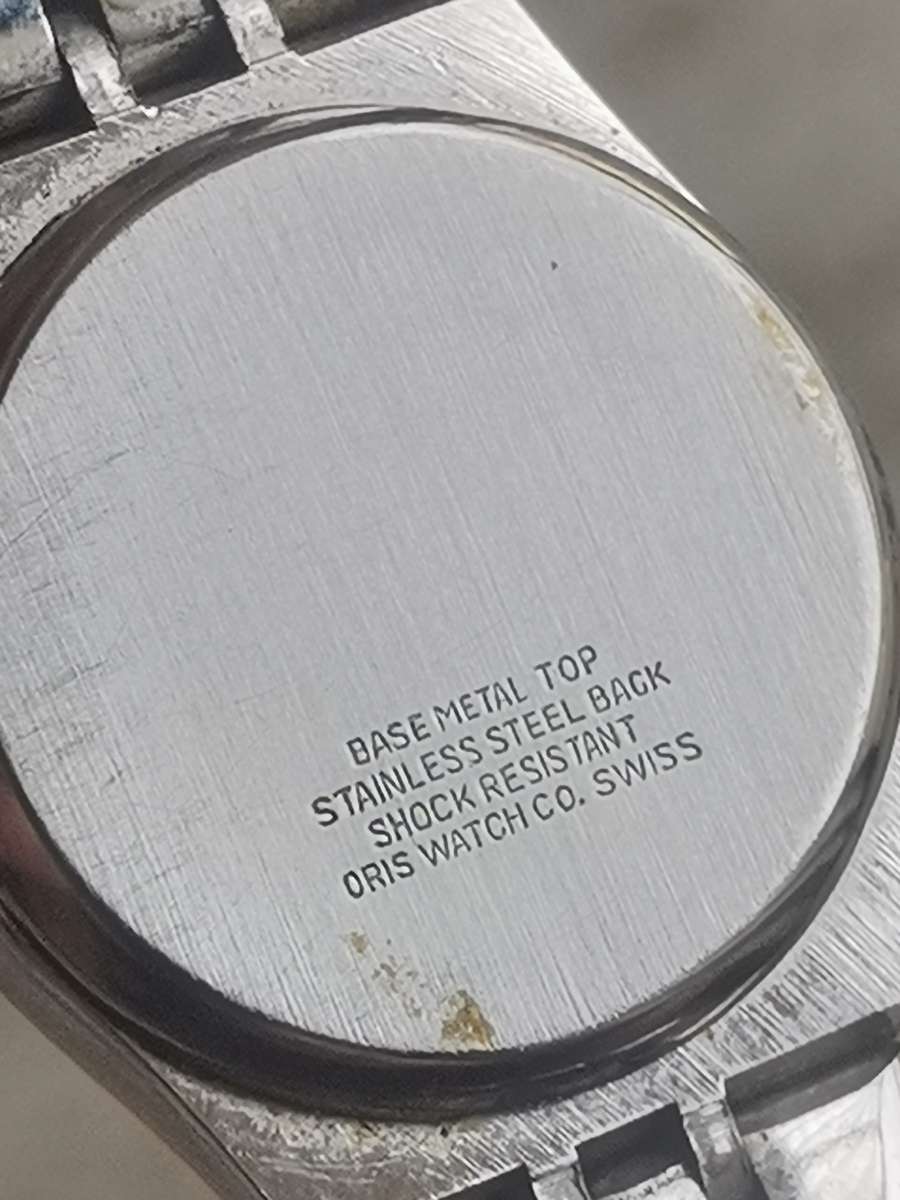 BASE METAL TOP
STAINLESS STEEL BACK
SHOCK RESISTANT
ORIS WATCH CO. SWISS